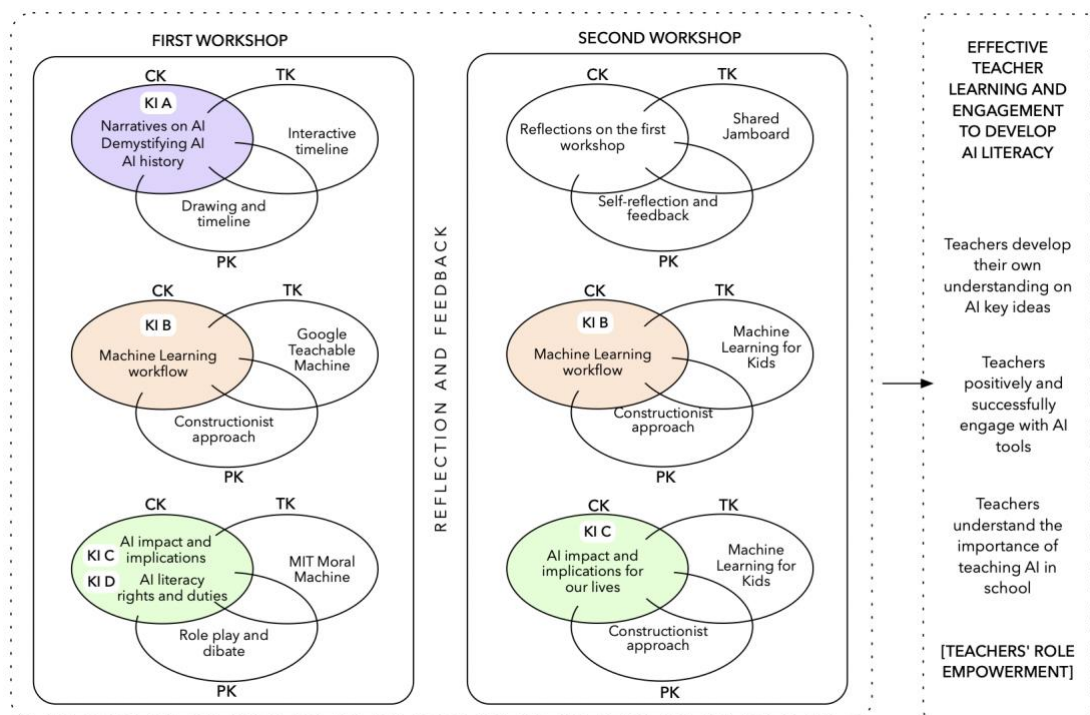 FIRST WORKSHOP
CK
TK
KI A
Narratives on AI
Demystifying AI
AI history
Interactive
timeline
Drawing and
timeline
PK
CK
TK
KI B
Machine Learning
workflow
Google
Teachable
Machine
Constructionist
approach
PK
CK
TK
KI C
AI impact and
implications
KI D
AI literacy
rights and duties
MIT Moral
Machine
Role play and
dibate
PK
REFLECTION AND FEEDBACK
SECOND WORKSHOP
CK
TK
Reflections on the first
workshop
Shared
Jamboard
Self-reflection and
feedback
PK
CK
TK
KI B
Machine Learning
workflow
Machine
Learning for
Kids
Constructionist
approach
PK
CK
TK
KI C
AI impact and
implications for
our lives
Machine
Learning for
Kids
Constructionist
approach
PK
EFFECTIVE
TEACHER
LEARNING AND
ENGAGEMENT
TO DEVELOP
AI LITERACY
Teachers develop
their own
understanding on
AI key ideas
Teachers
positively and
successfully
engage with AI
tools
Teachers
understand the
importance of
teaching AI in
school
[TEACHERS' ROLE
EMPOWERMENT]